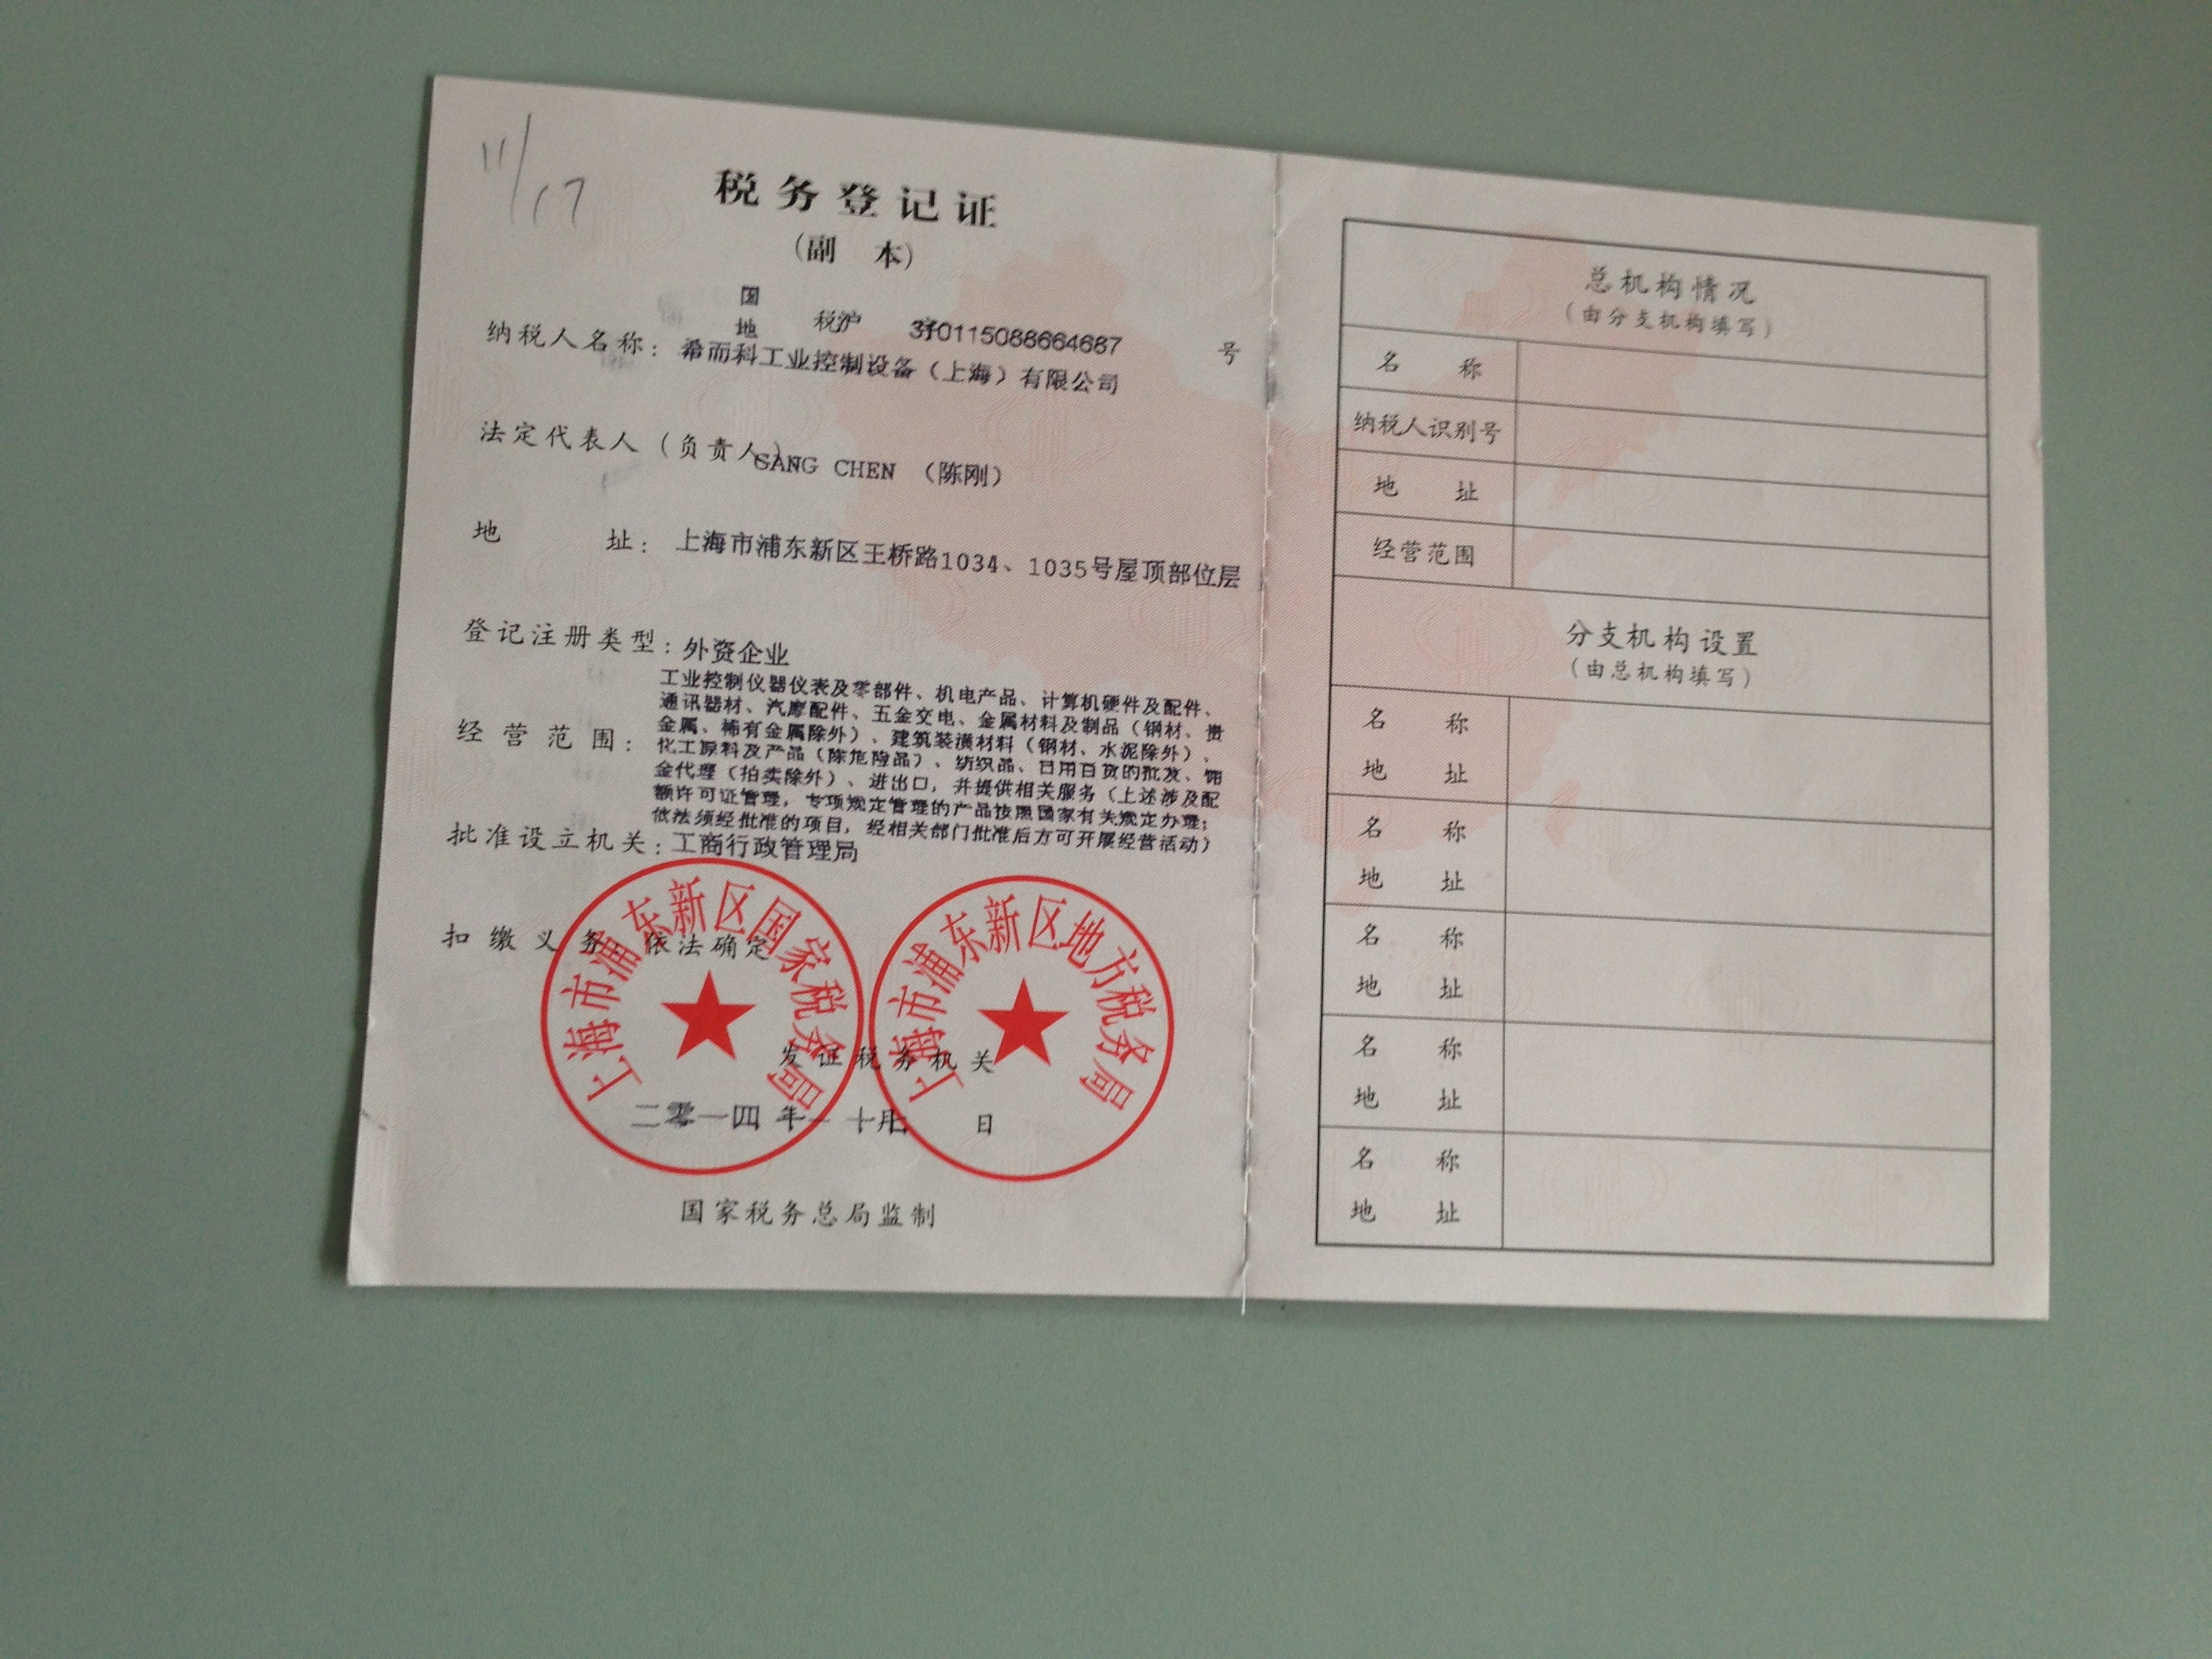 11/17
税务登记证
(副 本)
国
地 税沪 字310115088664687 号
纳税人名称：希而科工业控制设备（上海）有限公司
法定代表人（负责人） GANG CHEN （陈刚）
地 址：上海市浦东新区王桥路1034、1035号屋顶部位层
登记注册类型：外资企业
经营范围：工业控制仪器仪表及零部件、机电产品、计算机硬件及配件、
通讯器材、汽摩配件、五金交电、金属材料及制品（钢材、贵
金属、稀有金属除外）、建筑装潢材料（钢材、水泥除外）、
化工原料及产品（除危险品）、纺织品、日用百货的批发、佣
金代理（拍卖除外）、进出口，并提供相关服务（上述涉及配
额许可证管理，专项规定管理的产品按照国家有关规定办理；
依法须经批准的项目，经相关部门批准后方可开展经营活动）
批准设立机关：工商行政管理局
扣缴义务 依法确定
上海市浦东新区国家税务局
上海市浦东新区地方税务局
发证税务机关
二零一四 年 十一 月 日
国家税务总局监制
总机构情况
（由分支机构填写）
名 称
纳税人识别号
地 址
经营范围
分支机构设置
（由总机构填写）
名 称
地 址
名 称
地 址
名 称
地 址
名 称
地 址
名 称
地 址